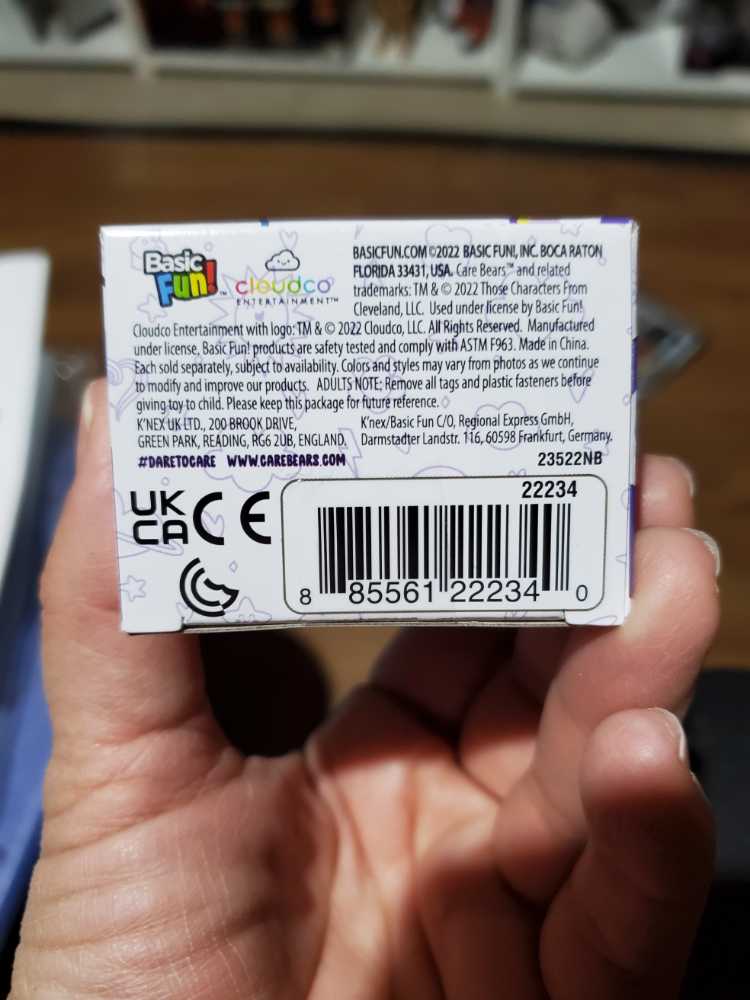 Basic
Fun!™
cloudco
ENTERTAINMENT™
BASICFUN.COM ©2022 BASIC FUN!, INC. BOCA RATON
FLORIDA 33431, USA. Care Bears™ and related
trademarks: TM & © 2022 Those Characters From
Cleveland, LLC. Used under license by Basic Fun!
Cloudco Entertainment with logo: TM & © 2022 Cloudco, LLC. All Rights Reserved. Manufactured
under license, Basic Fun! products are safety tested and comply with ASTM F963. Made in China.
Each sold separately, subject to availability. Colors and styles may vary from photos as we continue
to modify and improve our products. ADULTS NOTE: Remove all tags and plastic fasteners before
giving toy to child. Please keep this package for future reference.
K'NEX UK LTD., 200 BROOK DRIVE,
GREEN PARK, READING, RG6 2UB, ENGLAND.
K'nex/Basic Fun C/O, Regional Express GmbH,
Darmstadter Landstr. 116, 60598 Frankfurt, Germany.
#DARETOCARE WWW.CAREBEARS.COM
23522NB
UK
CA
CE
22234
8 85561 22234 0